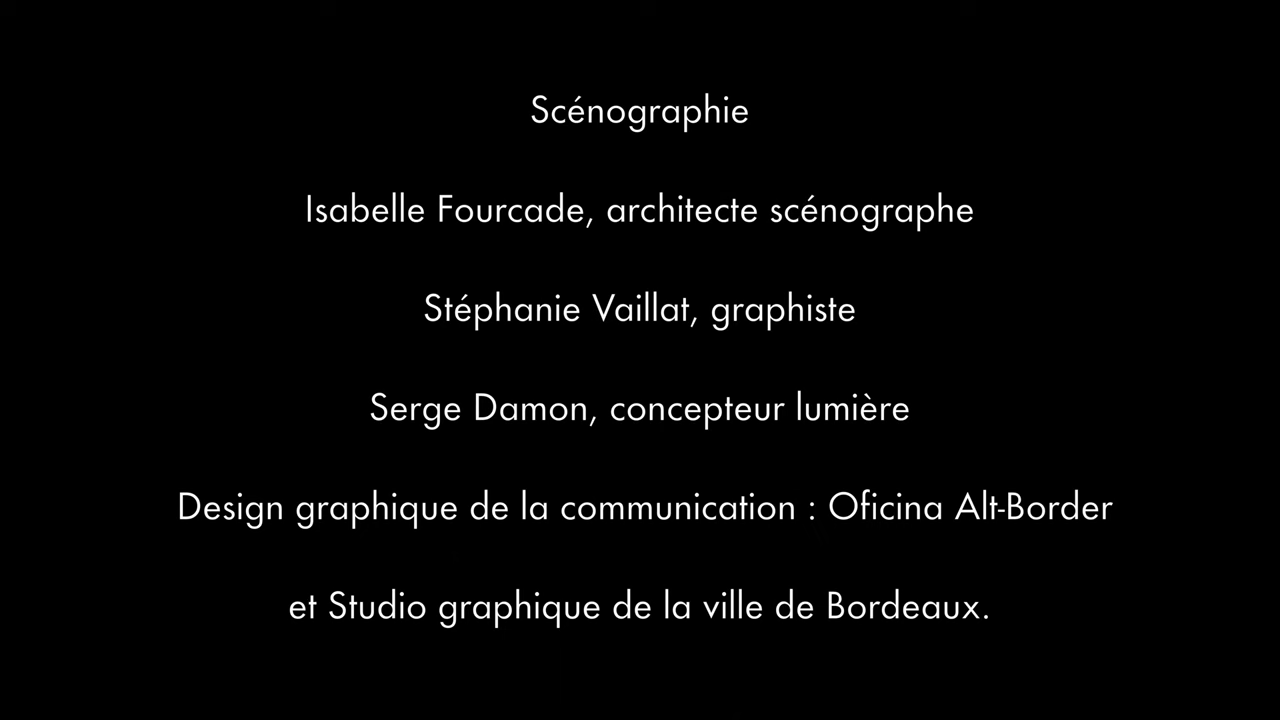 Scénographie
Isabelle Fourcade, architecte scénographe
Stéphanie Vaillat, graphiste
Serge Damon, concepteur lumière
Design graphique de la communication : Oficina Alt-Border
et Studio graphique de la ville de Bordeaux.